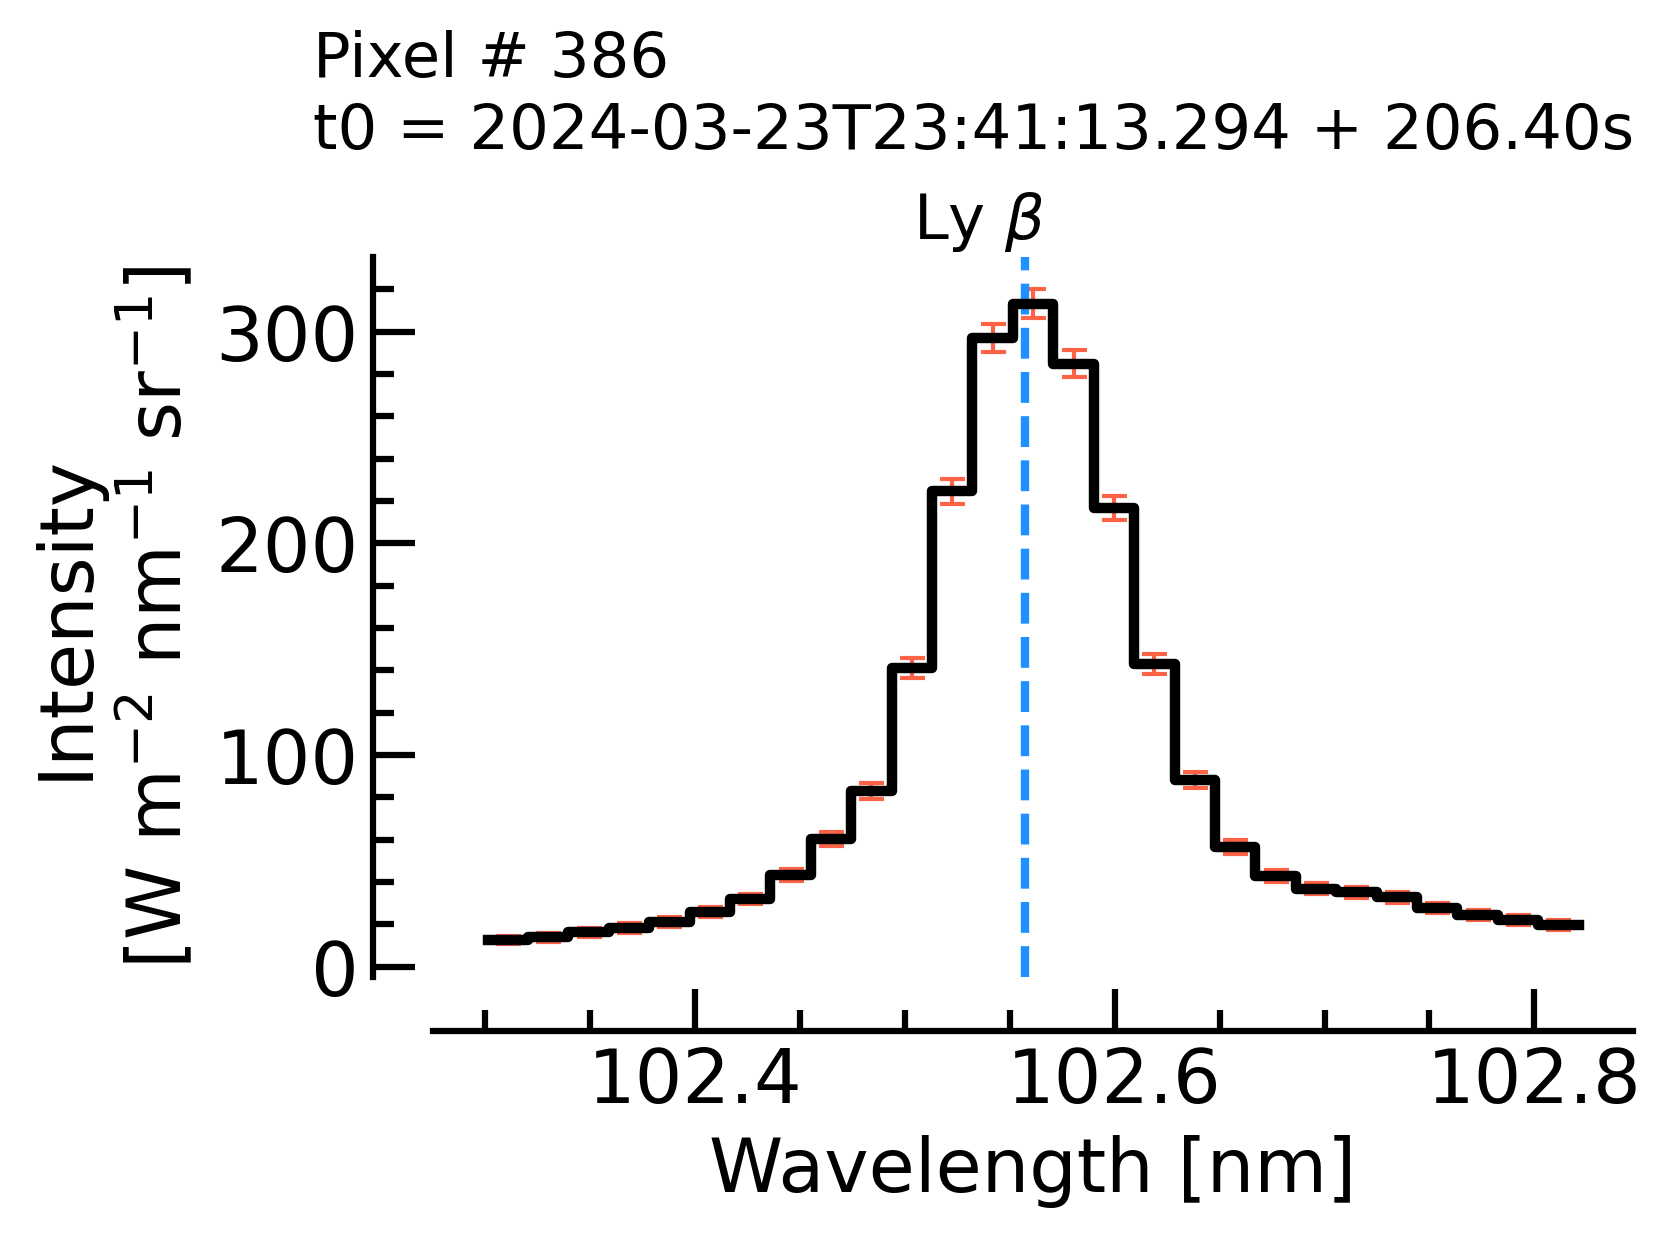 Pixel # 386
t0 = 2024-03-23T23:41:13.294 + 206.40s
Ly β
Intensity
[W m⁻² nm⁻¹ sr⁻¹]
300
200
100
0
102.4 102.6 102.8
Wavelength [nm]